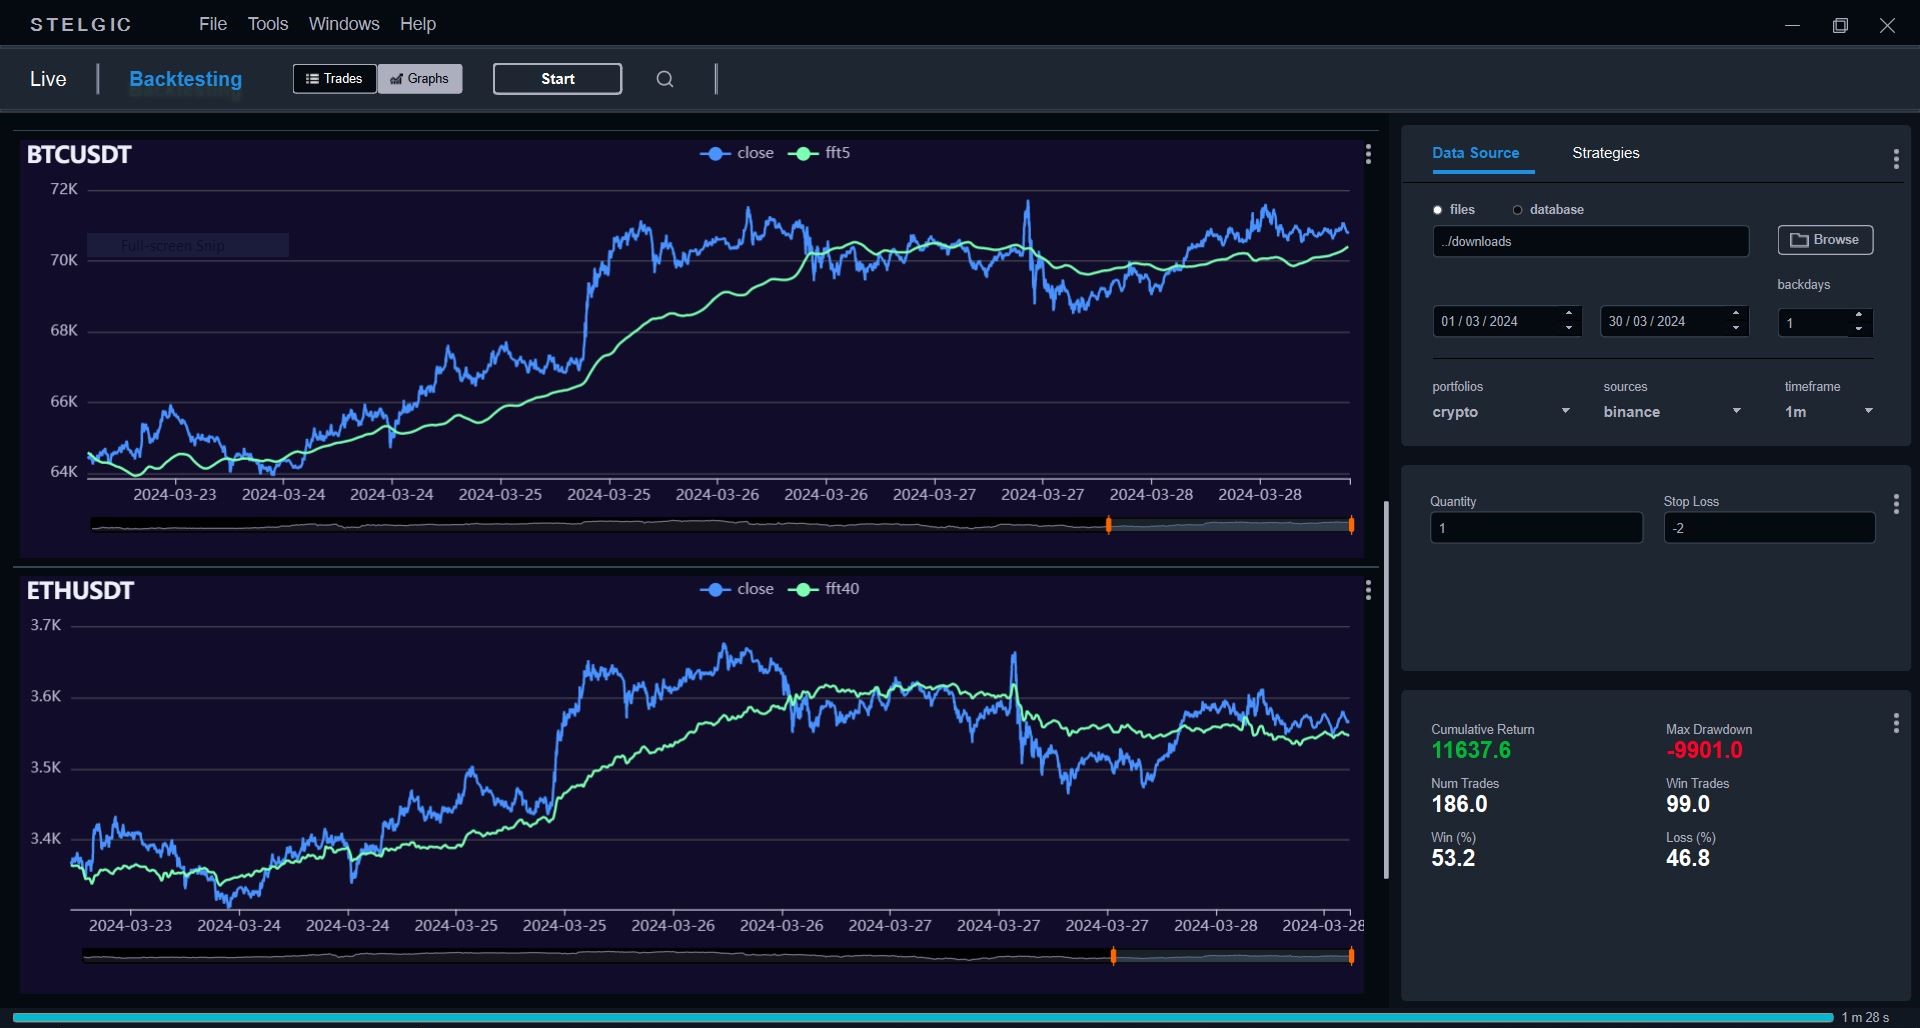 STELGIC File Tools Windows Help
Live Backtesting Trades Graphs Start
BTCUSDT
close fft5
72K
Full-screen Snip
70K
68K
66K
64K
2024-03-23 2024-03-24 2024-03-24 2024-03-25 2024-03-25 2024-03-26 2024-03-26 2024-03-27 2024-03-27 2024-03-28 2024-03-28
ETHUSDT
close fft40
3.7K
3.6K
3.5K
3.4K
2024-03-23 2024-03-24 2024-03-24 2024-03-25 2024-03-25 2024-03-26 2024-03-26 2024-03-27 2024-03-27 2024-03-27 2024-03-28 2024-03-28
Data Source Strategies
files database
../downloads Browse
backdays
01 / 03 / 2024 30 / 03 / 2024 1
portfolios sources timeframe
crypto binance 1m
Quantity Stop Loss
1 -2
Cumulative Return Max Drawdown
11637.6 -9901.0
Num Trades Win Trades
186.0 99.0
Win (%) Loss (%)
53.2 46.8
1 m 28 s